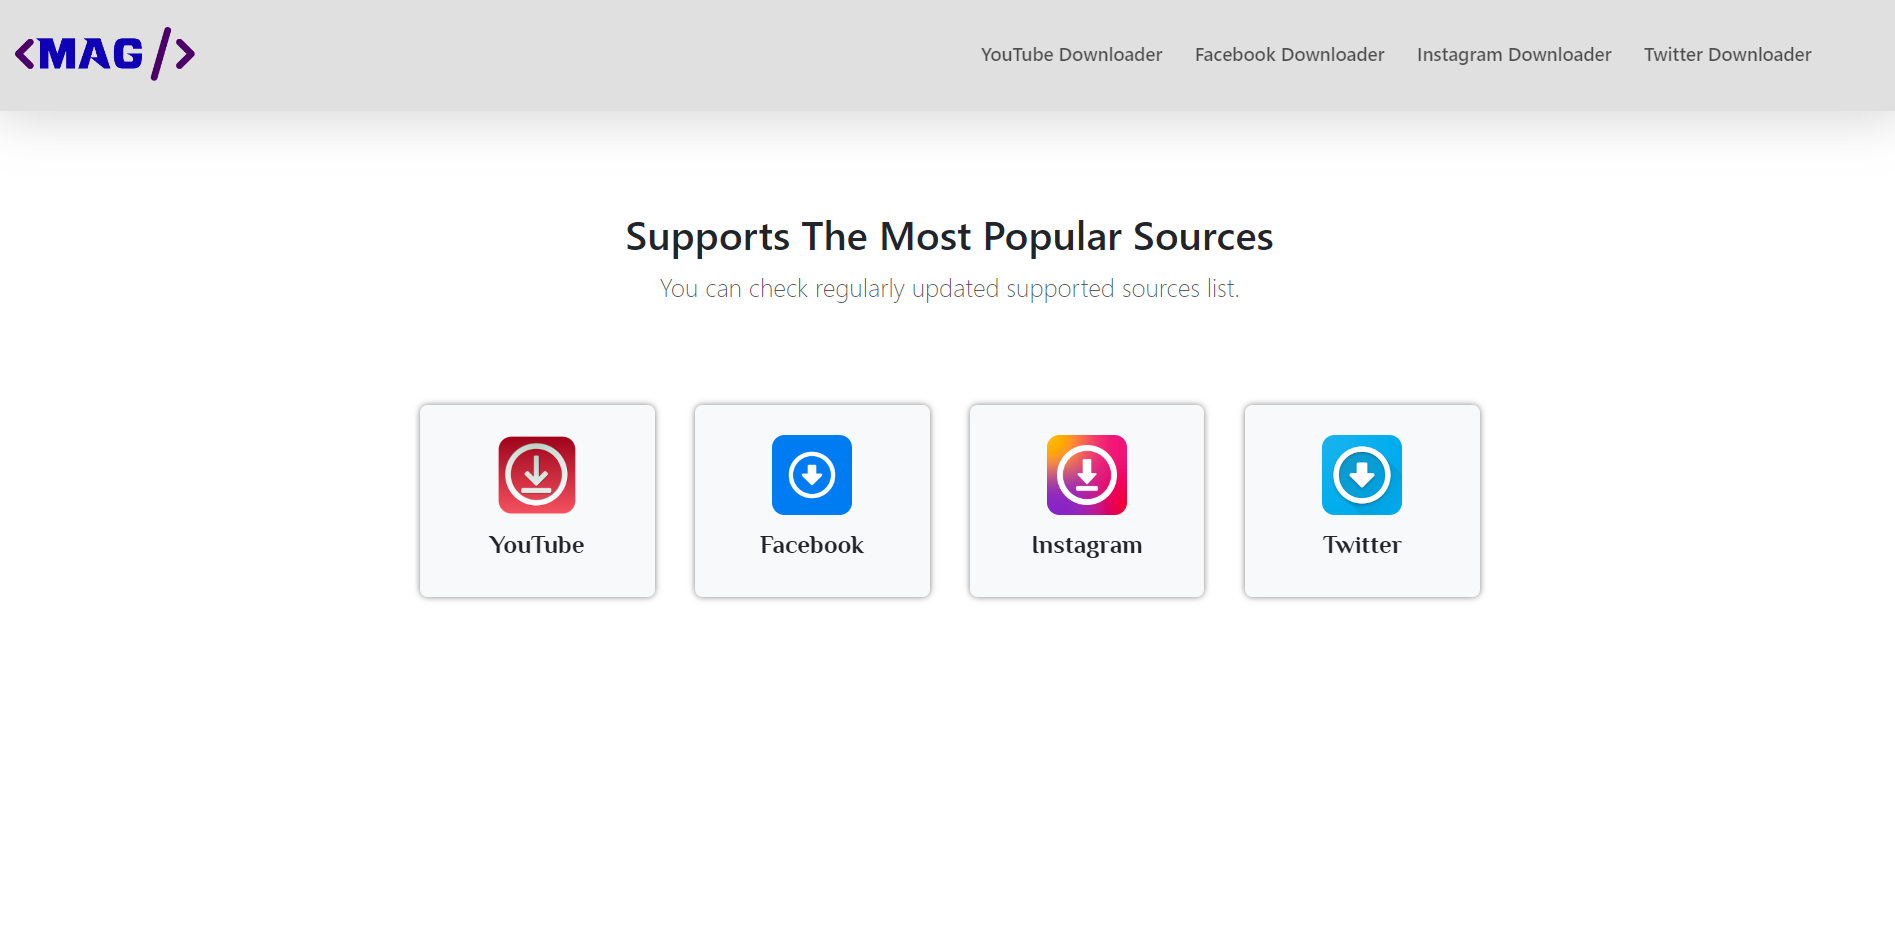 <MAG/>
YouTube Downloader Facebook Downloader Instagram Downloader Twitter Downloader
Supports The Most Popular Sources
You can check regularly updated supported sources list.
YouTube Facebook Instagram Twitter